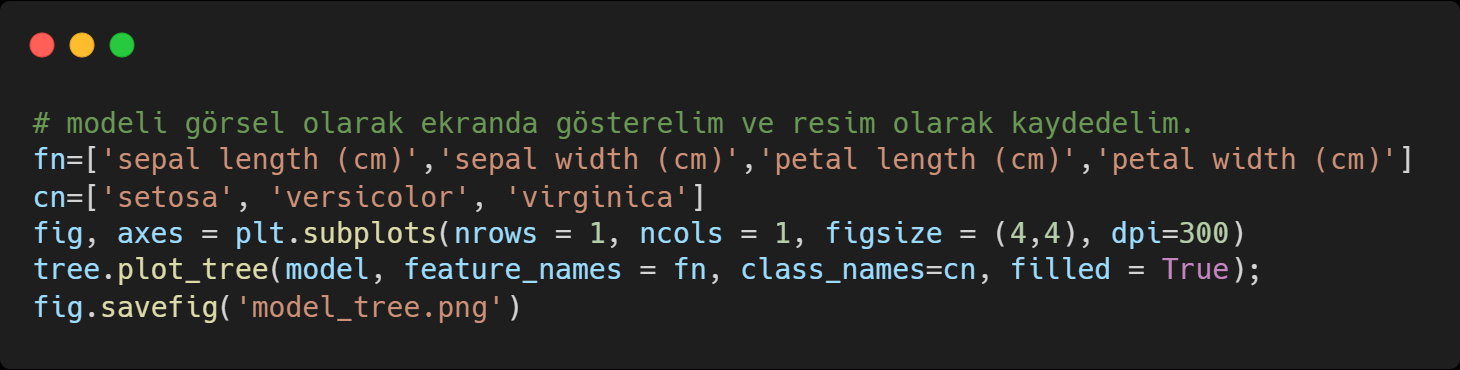 # modeli görsel olarak ekranda gösterelim ve resim olarak kaydedelim.
fn=['sepal length (cm)','sepal width (cm)','petal length (cm)','petal width (cm)']
cn=['setosa', 'versicolor', 'virginica']
fig, axes = plt.subplots(nrows = 1, ncols = 1, figsize = (4,4), dpi=300)
tree.plot_tree(model, feature_names = fn, class_names=cn, filled = True);
fig.savefig('model_tree.png')